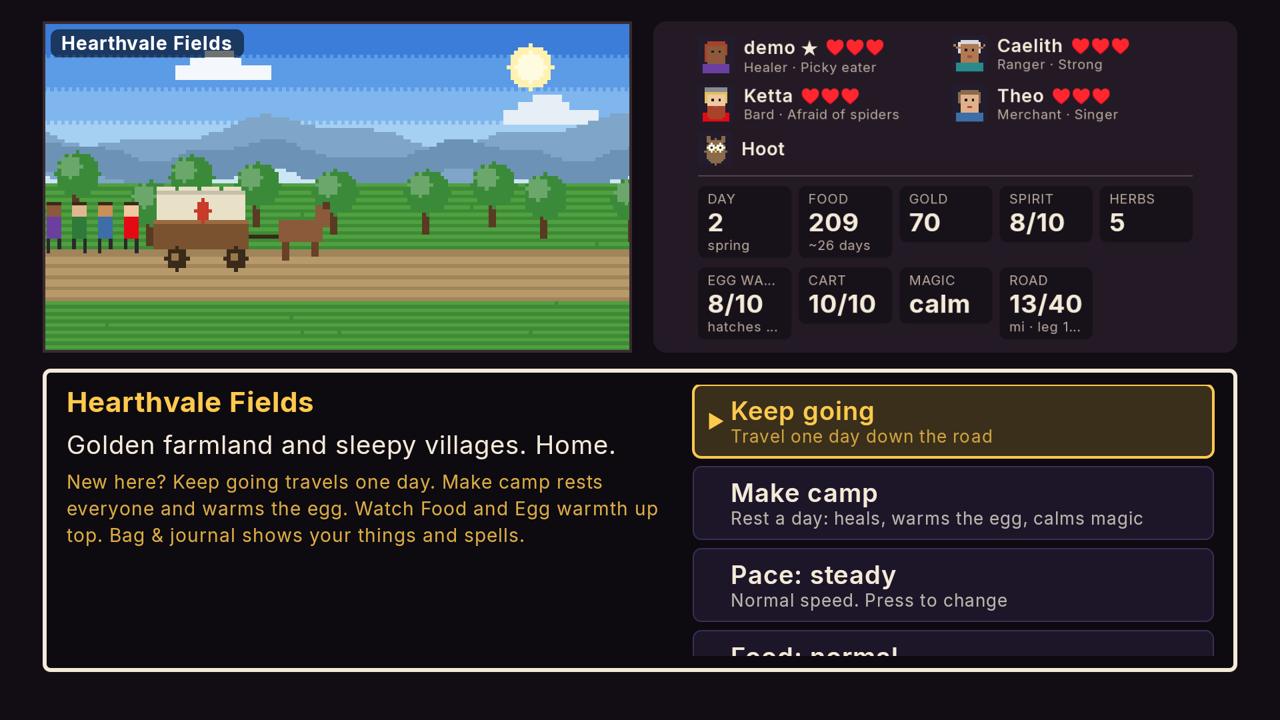 Hearthvale Fields
demo ★ ❤❤❤
Healer · Picky eater
Caelith ❤❤❤
Ranger · Strong
Ketta ❤❤❤
Bard · Afraid of spiders
Theo ❤❤❤
Merchant · Singer
Hoot
DAY
2
spring
FOOD
209
~26 days
GOLD
70
SPIRIT
8/10
HERBS
5
EGG WA...
8/10
hatches ...
CART
10/10
MAGIC
calm
ROAD
13/40
mi · leg 1...
Hearthvale Fields
Golden farmland and sleepy villages. Home.
New here? Keep going travels one day. Make camp rests
everyone and warms the egg. Watch Food and Egg warmth up
top. Bag & journal shows your things and spells.
▶ Keep going
Travel one day down the road
Make camp
Rest a day: heals, warms the egg, calms magic
Pace: steady
Normal speed. Press to change
Food: normal